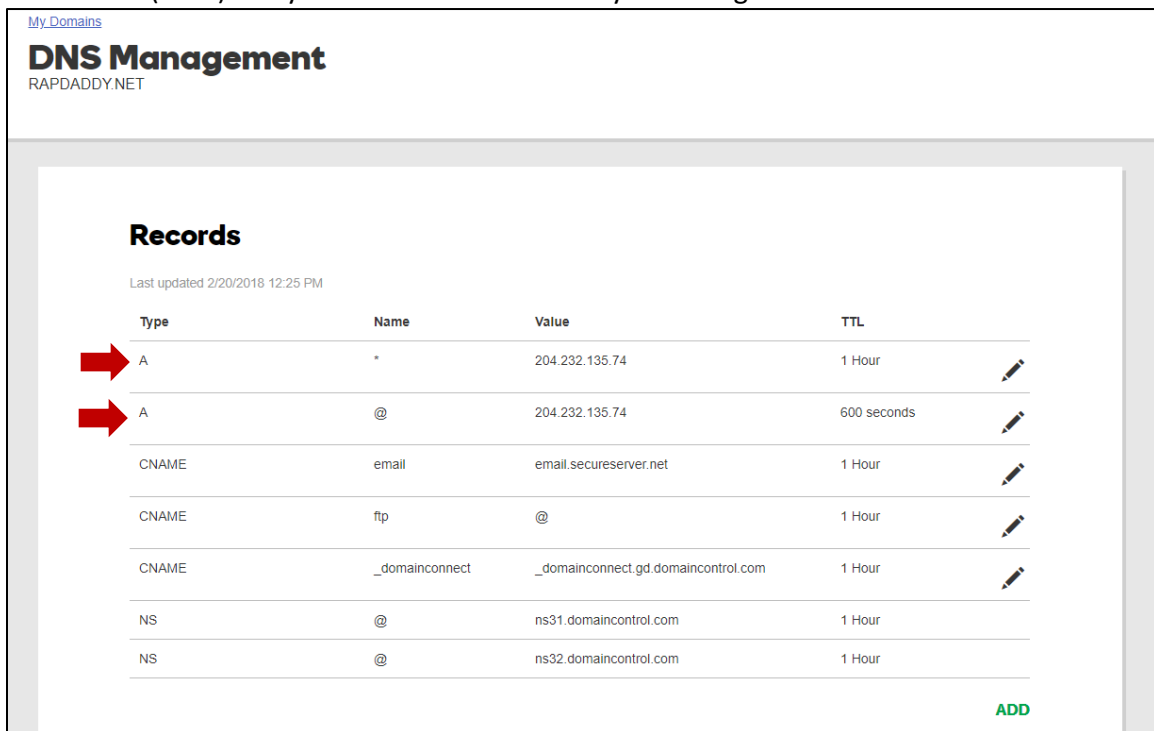 My Domains
DNS Management
RAPDADDY.NET
Records
Last updated 2/20/2018 12:25 PM
Type Name Value TTL
A * 204.232.135.74 1 Hour
A @ 204.232.135.74 600 seconds
CNAME email email.secureserver.net 1 Hour
CNAME ftp @ 1 Hour
CNAME _domainconnect _domainconnect.gd.domaincontrol.com 1 Hour
NS @ ns31.domaincontrol.com 1 Hour
NS @ ns32.domaincontrol.com 1 Hour
ADD